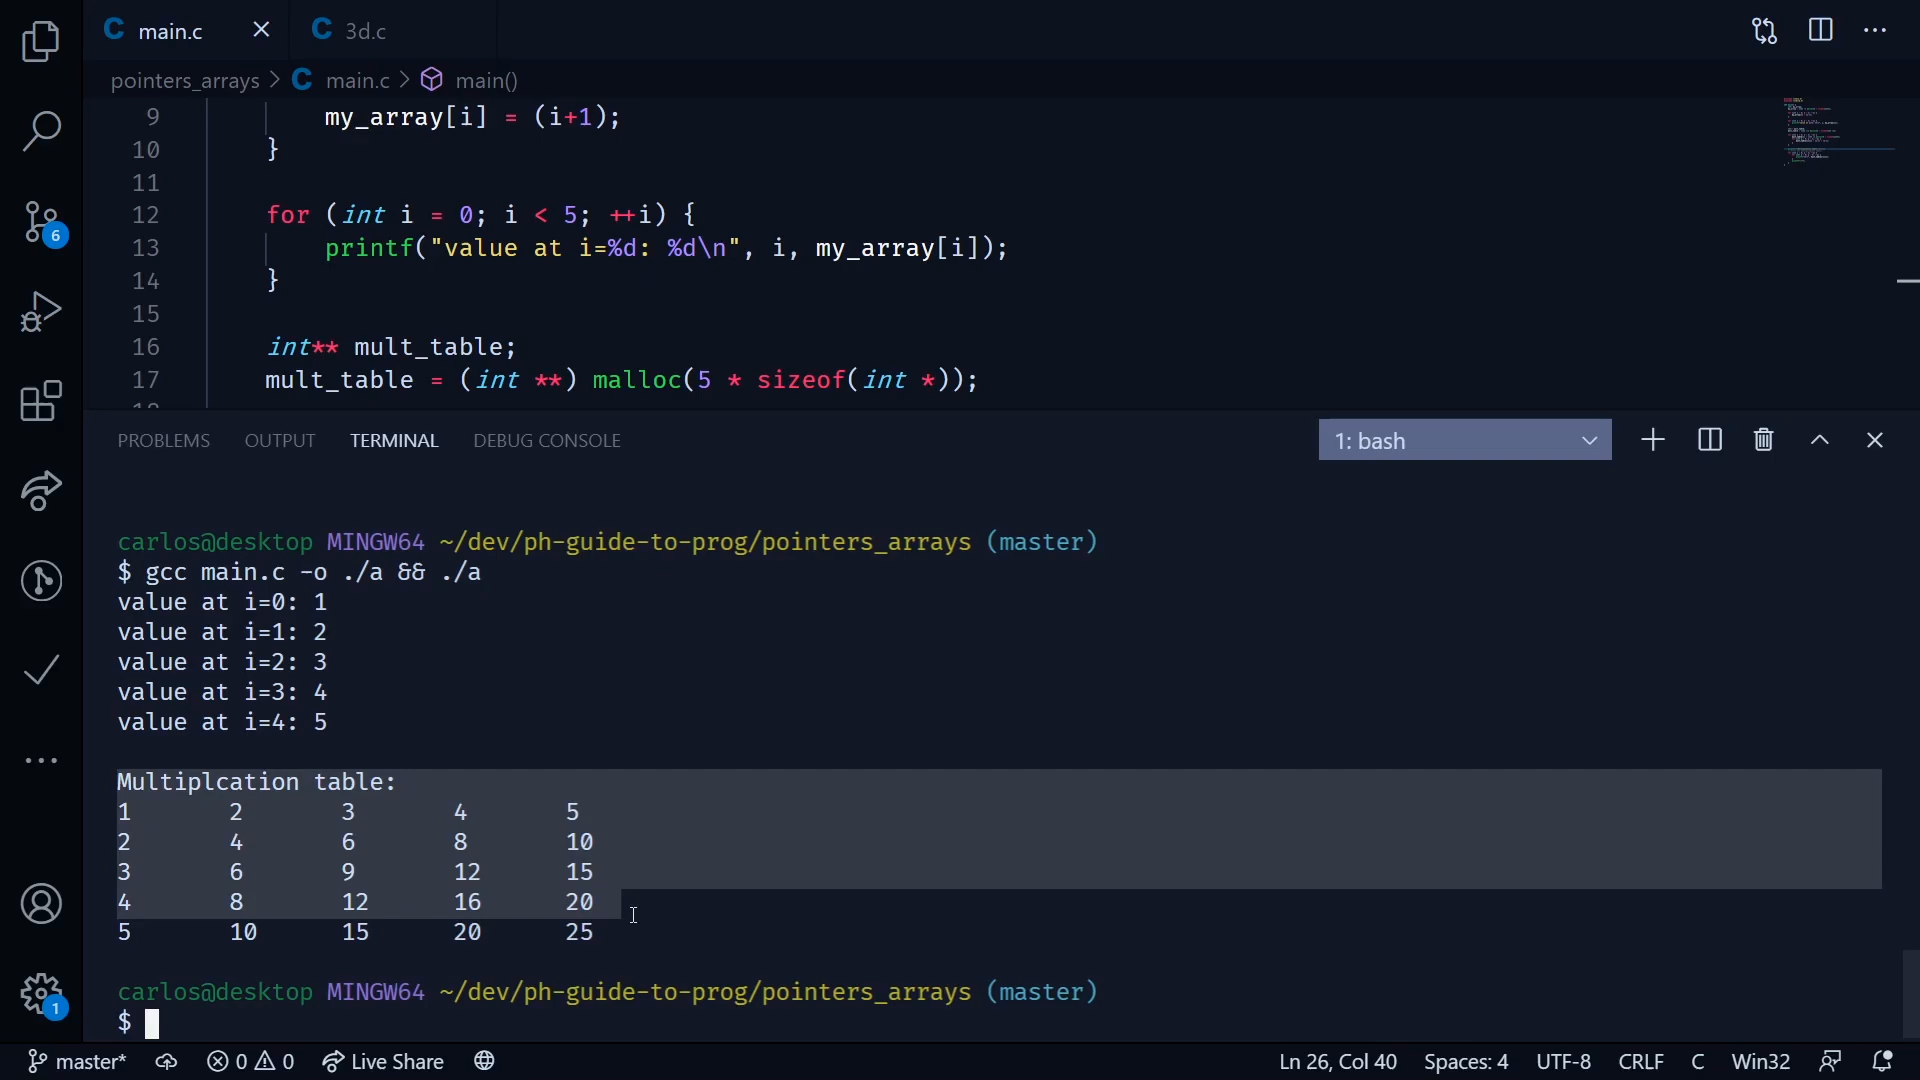 main.c
3d.c
pointers_arrays > main.c > main()
9 my_array[i] = (i+1);
10 }
11
12 for (int i = 0; i < 5; ++i) {
13 printf("value at i=%d: %d\n", i, my_array[i]);
14 }
15
16 int** mult_table;
17 mult_table = (int **) malloc(5 * sizeof(int *));
18
PROBLEMS OUTPUT TERMINAL DEBUG CONSOLE
1: bash
carlos@desktop MINGW64 ~/dev/ph-guide-to-prog/pointers_arrays (master)
$ gcc main.c -o ./a && ./a
value at i=0: 1
value at i=1: 2
value at i=2: 3
value at i=3: 4
value at i=4: 5
Multiplcation table:
1 2 3 4 5
2 4 6 8 10
3 6 9 12 15
4 8 12 16 20
5 10 15 20 25
carlos@desktop MINGW64 ~/dev/ph-guide-to-prog/pointers_arrays (master)
$
6
1
master* 0 0 Live Share Ln 26, Col 40 Spaces: 4 UTF-8 CRLF C Win32